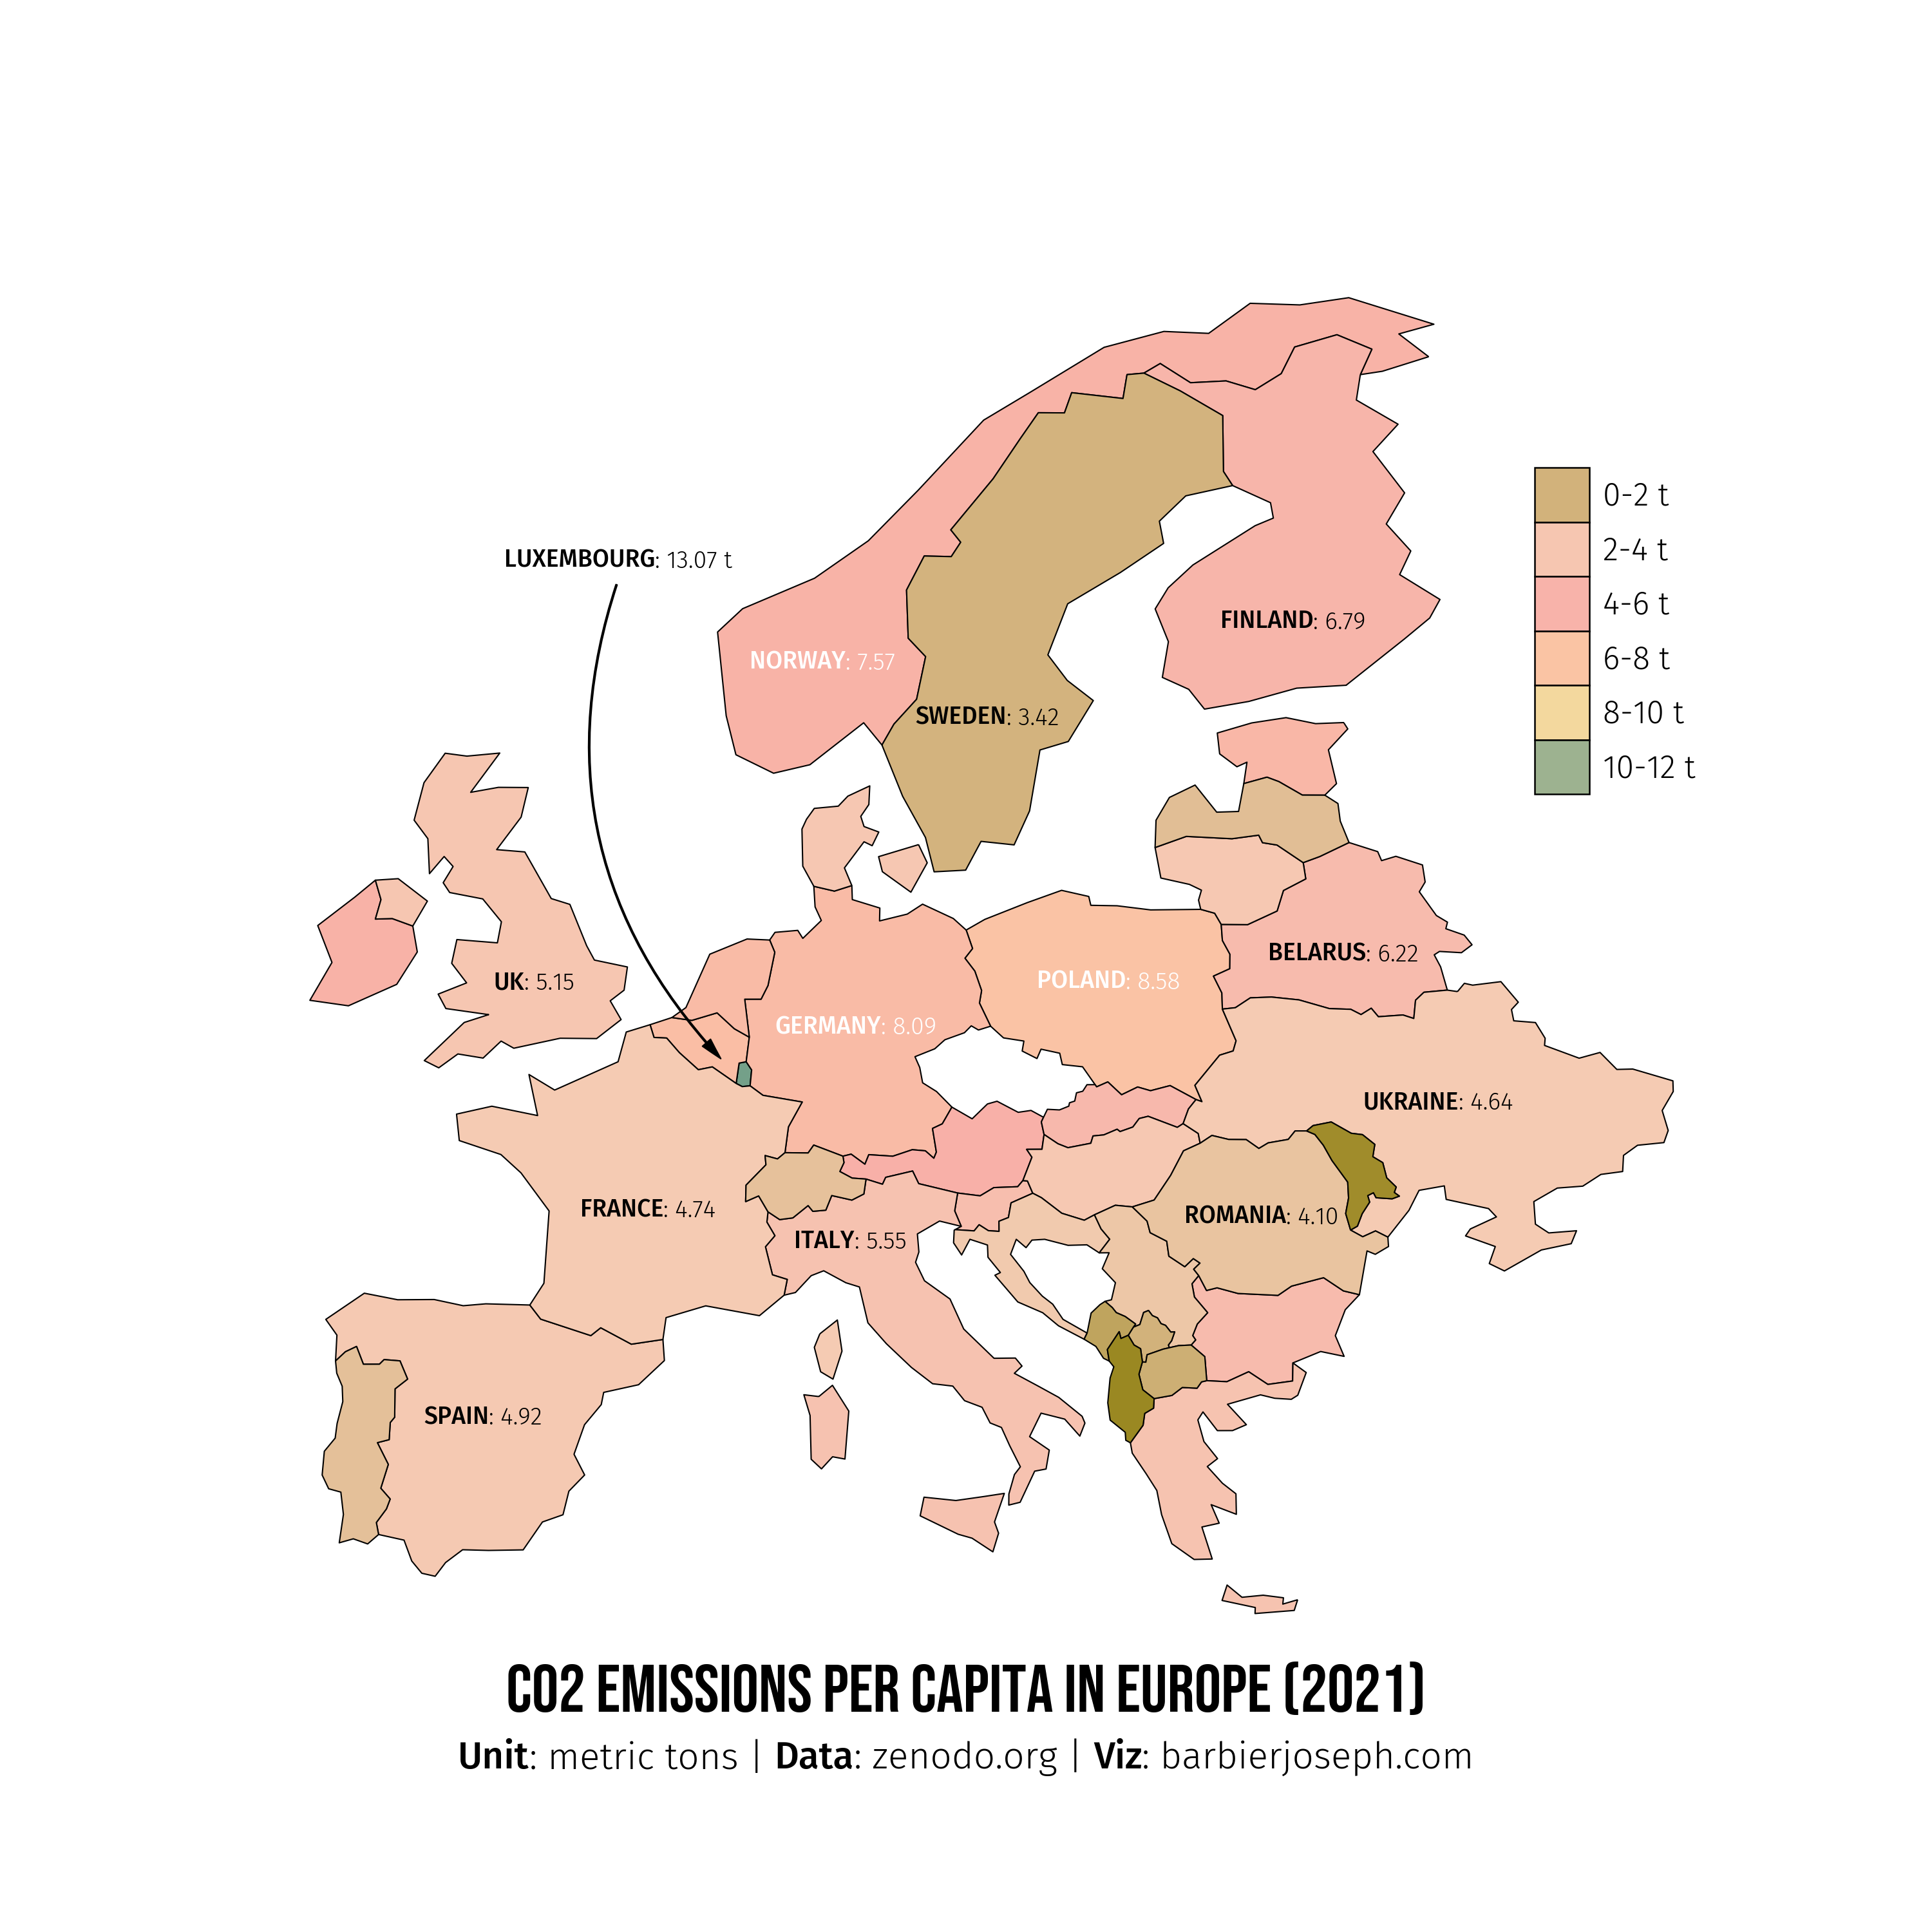 LUXEMBOURG: 13.07 t
0-2 t
2-4 t
4-6 t
6-8 t
8-10 t
10-12 t
FINLAND: 6.79
NORWAY: 7.57
SWEDEN: 3.42
BELARUS: 6.22
UK: 5.15
POLAND: 8.58
GERMANY: 8.09
UKRAINE: 4.64
FRANCE: 4.74
ROMANIA: 4.10
ITALY: 5.55
SPAIN: 4.92
CO2 EMISSIONS PER CAPITA IN EUROPE (2021)
Unit: metric tons | Data: zenodo.org | Viz: barbierjoseph.com